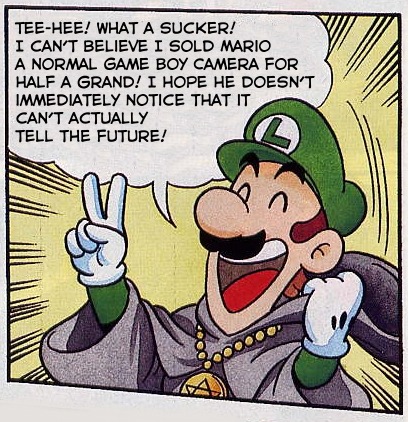 TEE-HEE! WHAT A SUCKER!
I CAN'T BELIEVE I SOLD MARIO
A NORMAL GAME BOY CAMERA FOR
HALF A GRAND! I HOPE HE DOESN'T
IMMEDIATELY NOTICE THAT IT
CAN'T ACTUALLY
TELL THE FUTURE!
L